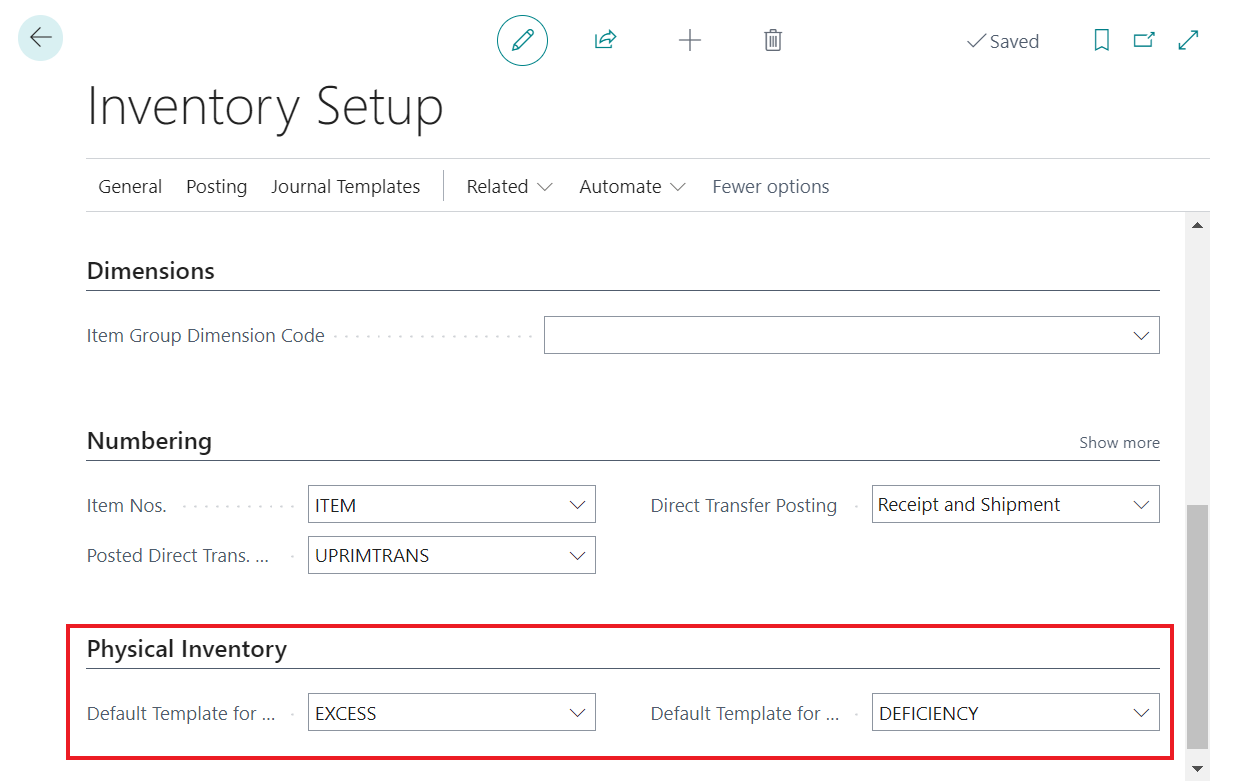 Saved
Inventory Setup
General Posting Journal Templates Related Automate Fewer options
Dimensions
Item Group Dimension Code
Numbering Show more
Item Nos. ITEM Direct Transfer Posting Receipt and Shipment
Posted Direct Trans. ... UPRIMTRANS
Physical Inventory
Default Template for ... EXCESS Default Template for ... DEFICIENCY